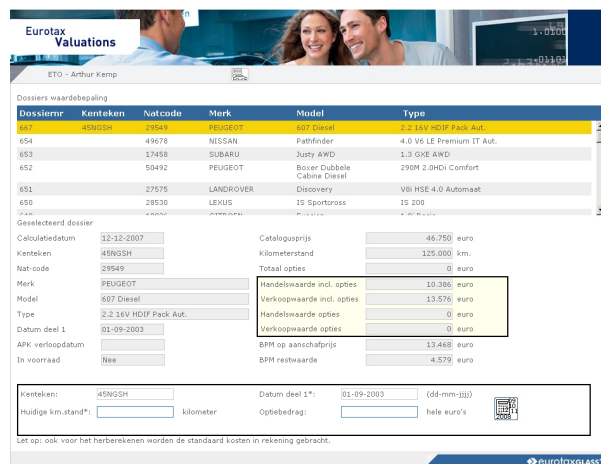 Eurotax
Valuations
ETO - Arthur Kemp
Dossiers waardebepaling
Dossiernr Kenteken Natcode Merk Model Type
667 45NGSH 29549 PEUGEOT 607 Diesel 2.2 16V HDIF Pack Aut.
654 49678 NISSAN Pathfinder 4.0 V6 LE Premium IT Aut.
653 17458 SUBARU Justy AWD 1.3 GXE AWD
652 50492 PEUGEOT Boxer Dubbele Cabine Diesel 290M 2.0HDi Comfort
651 27575 LANDROVER Discovery V8i HSE 4.0 Automaat
650 28530 LEXUS IS Sportcross IS 200
Geselecteerd dossier
Calculatiedatum 12-12-2007 Catalogusprijs 46.750 euro
Kenteken 45NGSH Kilometerstand 125.000 km.
Nat-code 29549 Totaal opties 0 euro
Merk PEUGEOT Handelswaarde incl. opties 10.386 euro
Model 607 Diesel Verkoopwaarde incl. opties 13.576 euro
Type 2.2 16V HDIF Pack Aut. Handelswaarde opties 0 euro
Datum deel 1 01-09-2003 Verkoopwaarde opties 0 euro
APK verloopdatum BPM op aanschafprijs 13.468 euro
In voorraad Nee BPM restwaarde 4.579 euro
Kenteken: 45NGSH Datum deel 1*: 01-09-2003 (dd-mm-jjjj)
Huidige km.stand*: kilometer Optiebedrag: hele euro's
2008
Let op: ook voor het herberekenen worden de standaard kosten in rekening gebracht.
eurotaxGLASS'